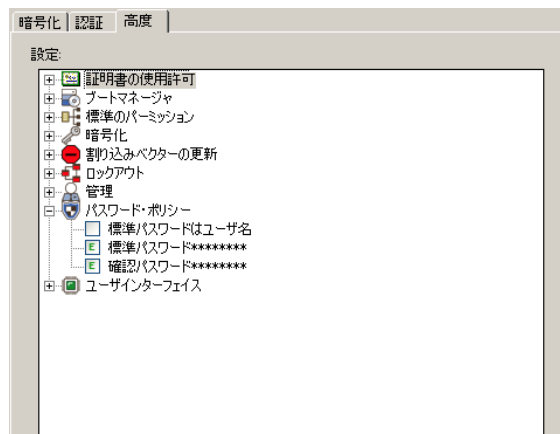 暗号化 認証 高度
設定:
証明書の使用許可
ブートマネージャ
標準のパーミッション
暗号化
割り込みベクターの更新
ロックアウト
管理
パスワード・ポリシー
標準パスワードはユーザ名
E 標準パスワード********
E 確認パスワード********
ユーザインターフェイス